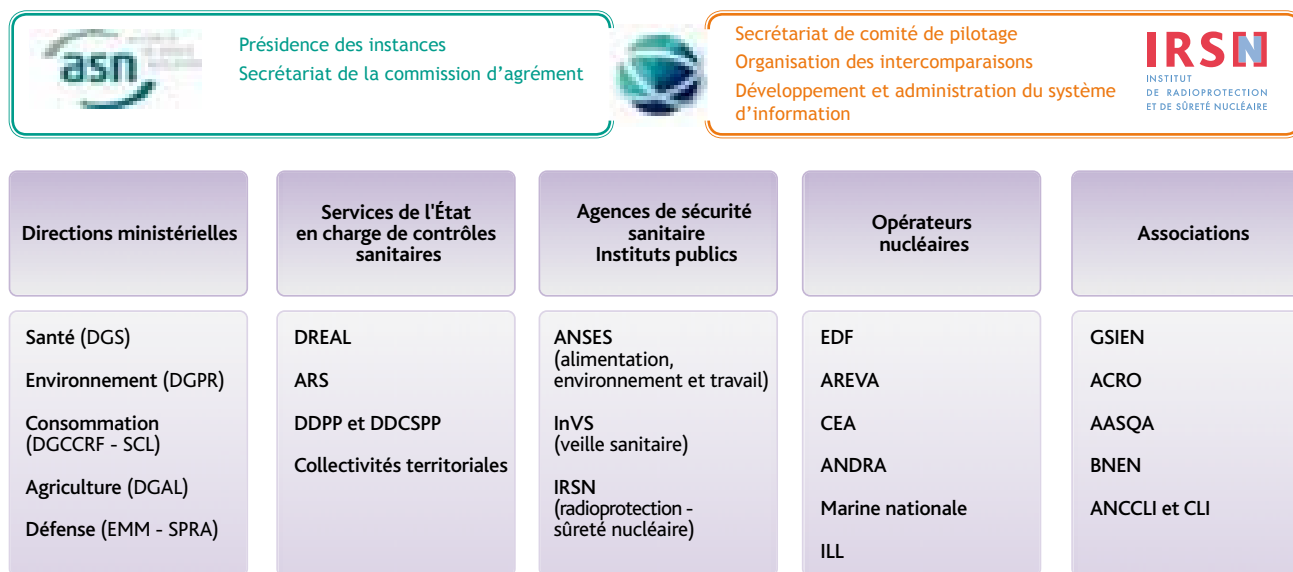 asn
Présidence des instances
Secrétariat de la commission d'agrément
Secrétariat de comité de pilotage
Organisation des intercomparaisons
Développement et administration du système
d'information
IRSN
INSTITUT
DE RADIOPROTECTION
ET DE SÛRETÉ NUCLÉAIRE
Directions ministérielles
Santé (DGS)
Environnement (DGPR)
Consommation
(DGCCRF - SCL)
Agriculture (DGAL)
Défense (EMM - SPRA)
Services de l'État
en charge de contrôles
sanitaires
DREAL
ARS
DDPP et DDCSPP
Collectivités territoriales
Agences de sécurité
sanitaire
Instituts publics
ANSES
(alimentation,
environnement et travail)
InVS
(veille sanitaire)
IRSN
(radioprotection -
sûreté nucléaire)
Opérateurs
nucléaires
EDF
AREVA
CEA
ANDRA
Marine nationale
ILL
Associations
GSIEN
ACRO
AASQA
BNEN
ANCCLI et CLI